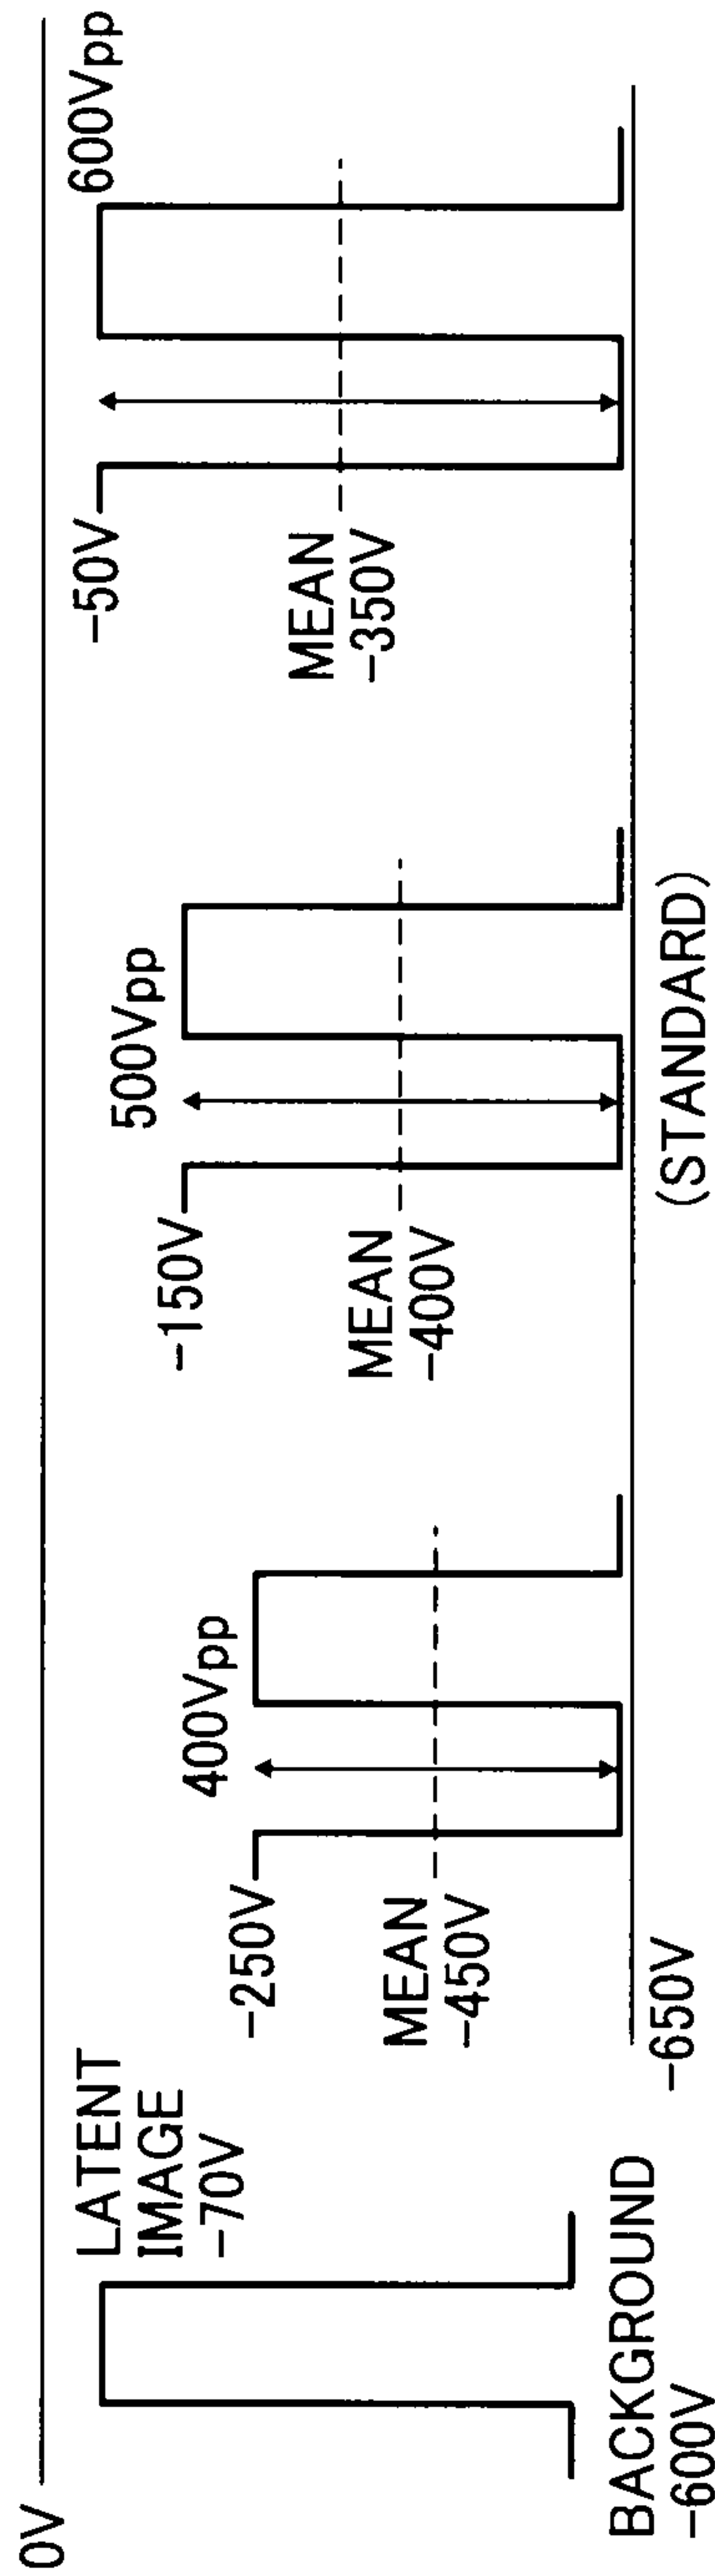 0V
LATENT
IMAGE
-70V
BACKGROUND
-600V
-250V
400Vpp
MEAN
-450V
-650V
-150V
500Vpp
MEAN
-400V
(STANDARD)
-50V
600Vpp
MEAN
-350V